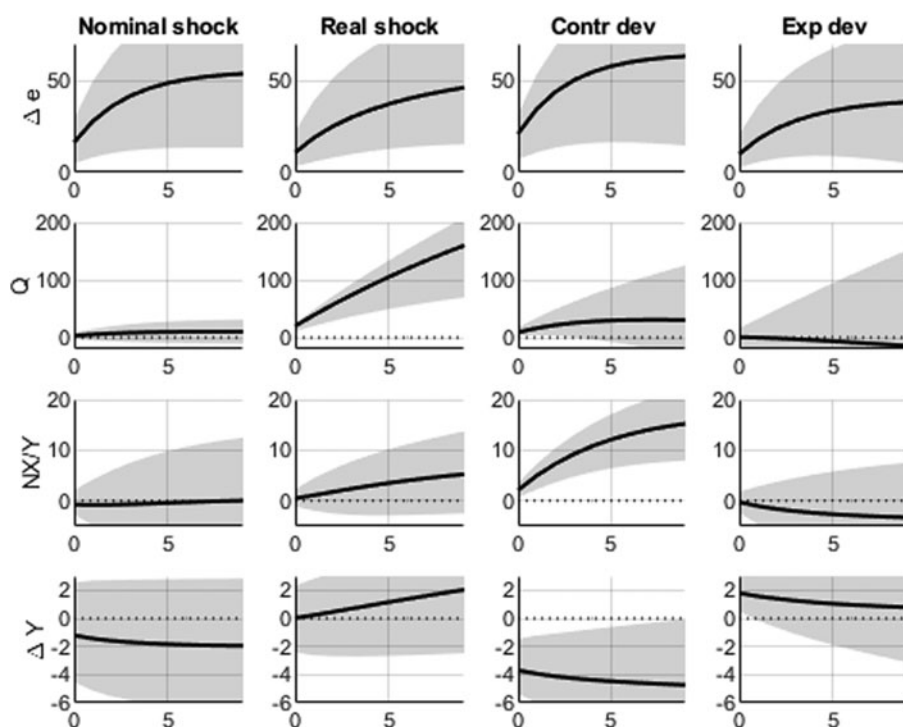 Nominal shock Real shock Contr dev Exp dev
Δ e
50 50 50 50
0 0 0 0
0 5 0 5 0 5 0 5
Q
200 200 200 200
100 100 100 100
0 0 0 0
0 5 0 5 0 5 0 5
NX/Y
20 20 20 20
10 10 10 10
0 0 0 0
0 5 0 5 0 5 0 5
Δ Y
2 2 2 2
0 0 0 0
-2 -2 -2 -2
-4 -4 -4 -4
-6 -6 -6 -6
0 5 0 5 0 5 0 5